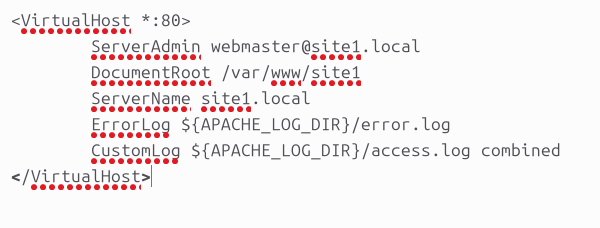 <VirtualHost *:80>
ServerAdmin webmaster@site1.local
DocumentRoot /var/www/site1
ServerName site1.local
ErrorLog ${APACHE_LOG_DIR}/error.log
CustomLog ${APACHE_LOG_DIR}/access.log combined
</VirtualHost>